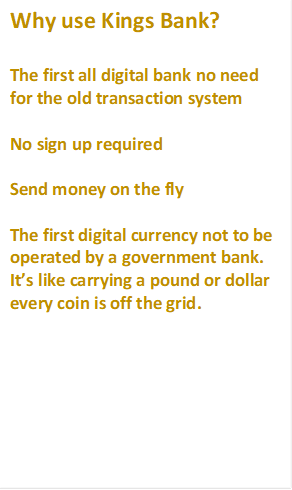 Why use Kings Bank?
The first all digital bank no need
for the old transaction system
No sign up required
Send money on the fly
The first digital currency not to be
operated by a government bank.
It’s like carrying a pound or dollar
every coin is off the grid.